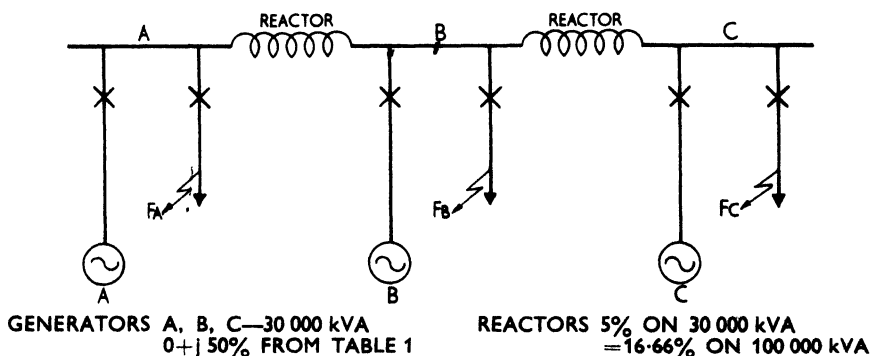 A
REACTOR
B
REACTOR
C
FA
FB
FC
A
B
C
GENERATORS A, B, C—30 000 kVA
0+j 50% FROM TABLE 1
REACTORS 5% ON 30 000 kVA
=16·66% ON 100 000 kVA